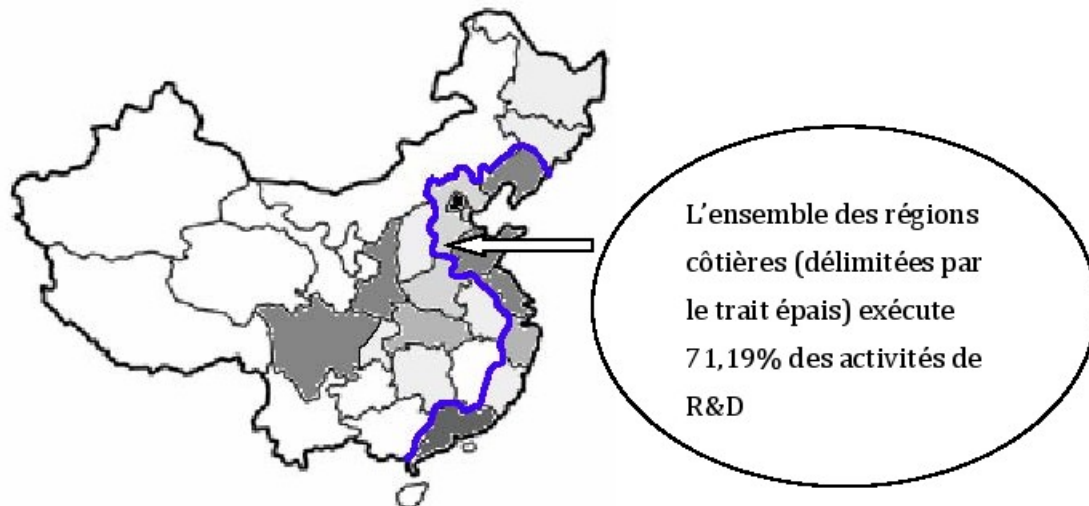 L'ensemble des régions
côtières (délimitées par
le trait épais) exécute
71,19% des activités de
R&D